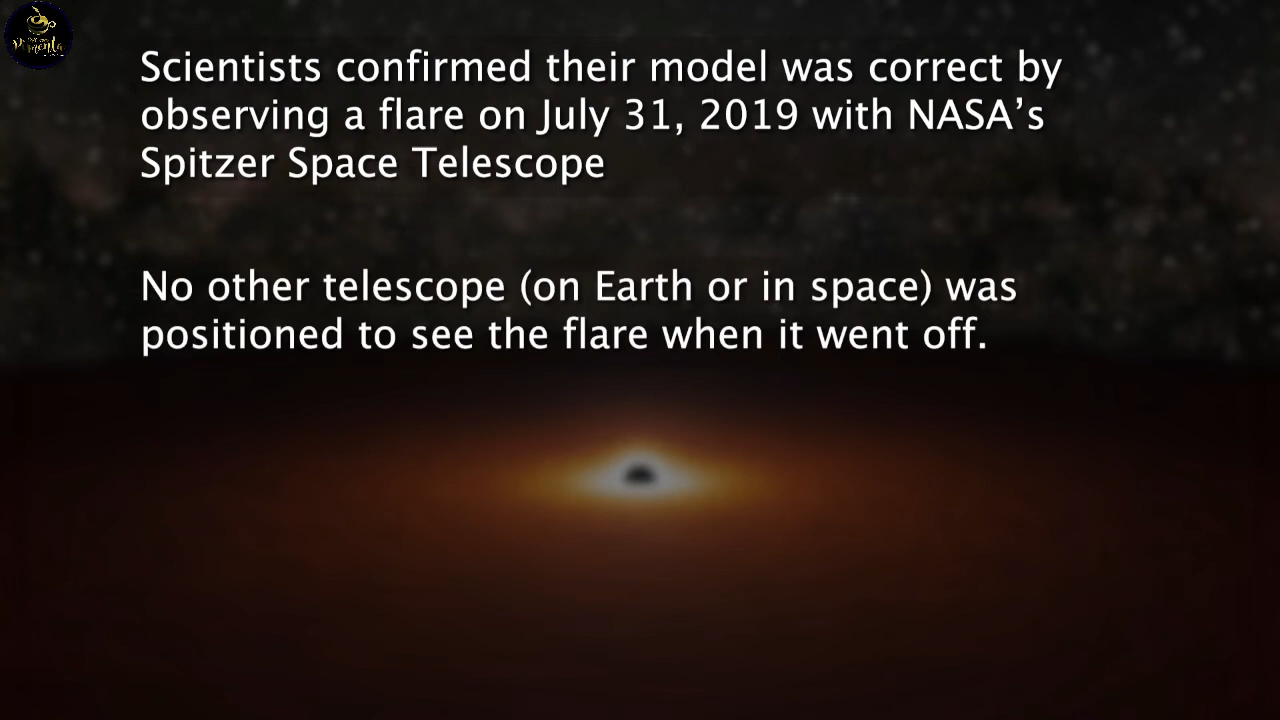 Pimenta
Scientists confirmed their model was correct by
observing a flare on July 31, 2019 with NASA’s
Spitzer Space Telescope
No other telescope (on Earth or in space) was
positioned to see the flare when it went off.